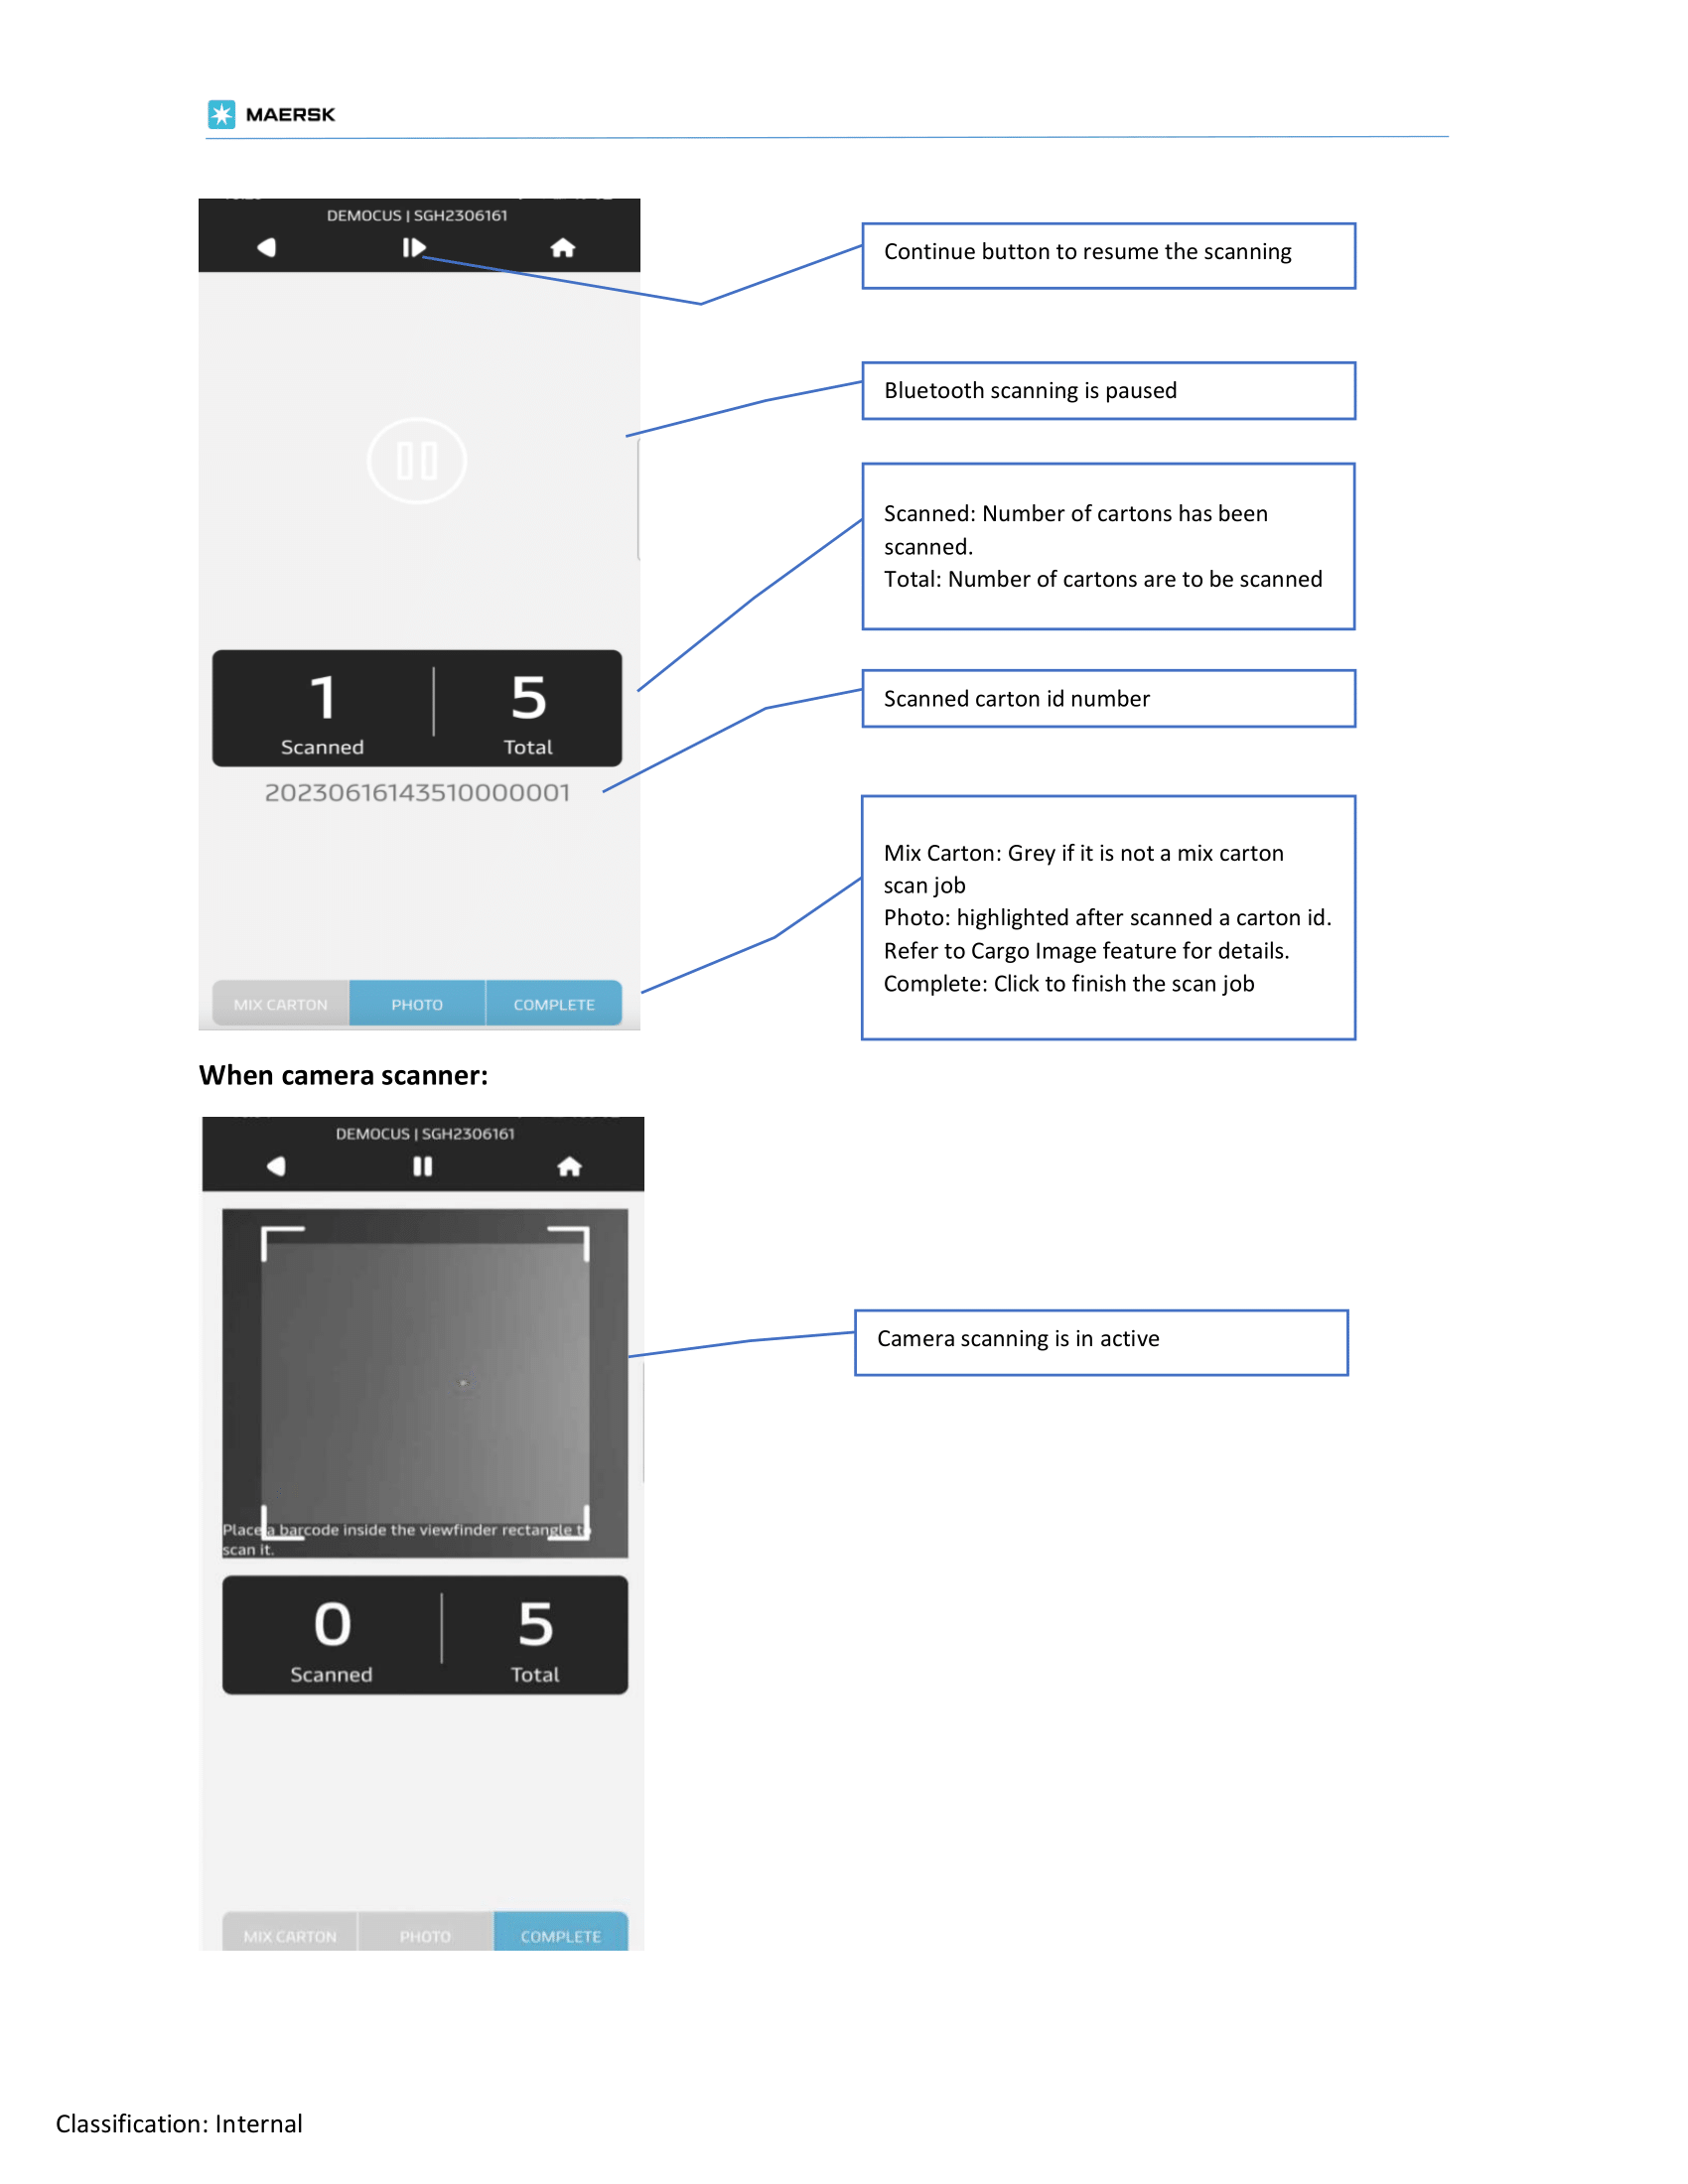 MAERSK
DEMOCUS | SGH2306161
Continue button to resume the scanning
Bluetooth scanning is paused
Scanned: Number of cartons has been
scanned.
Total: Number of cartons are to be scanned
1 5
Scanned Total
Scanned carton id number
20230616143510000001
Mix Carton: Grey if it is not a mix carton
scan job
Photo: highlighted after scanned a carton id.
Refer to Cargo Image feature for details.
Complete: Click to finish the scan job
MIX CARTON PHOTO COMPLETE
When camera scanner:
DEMOCUS | SGH2306161
Camera scanning is in active
Place a barcode inside the viewfinder rectangle to
scan it.
0 5
Scanned Total
MIX CARTON PHOTO COMPLETE
Classification: Internal